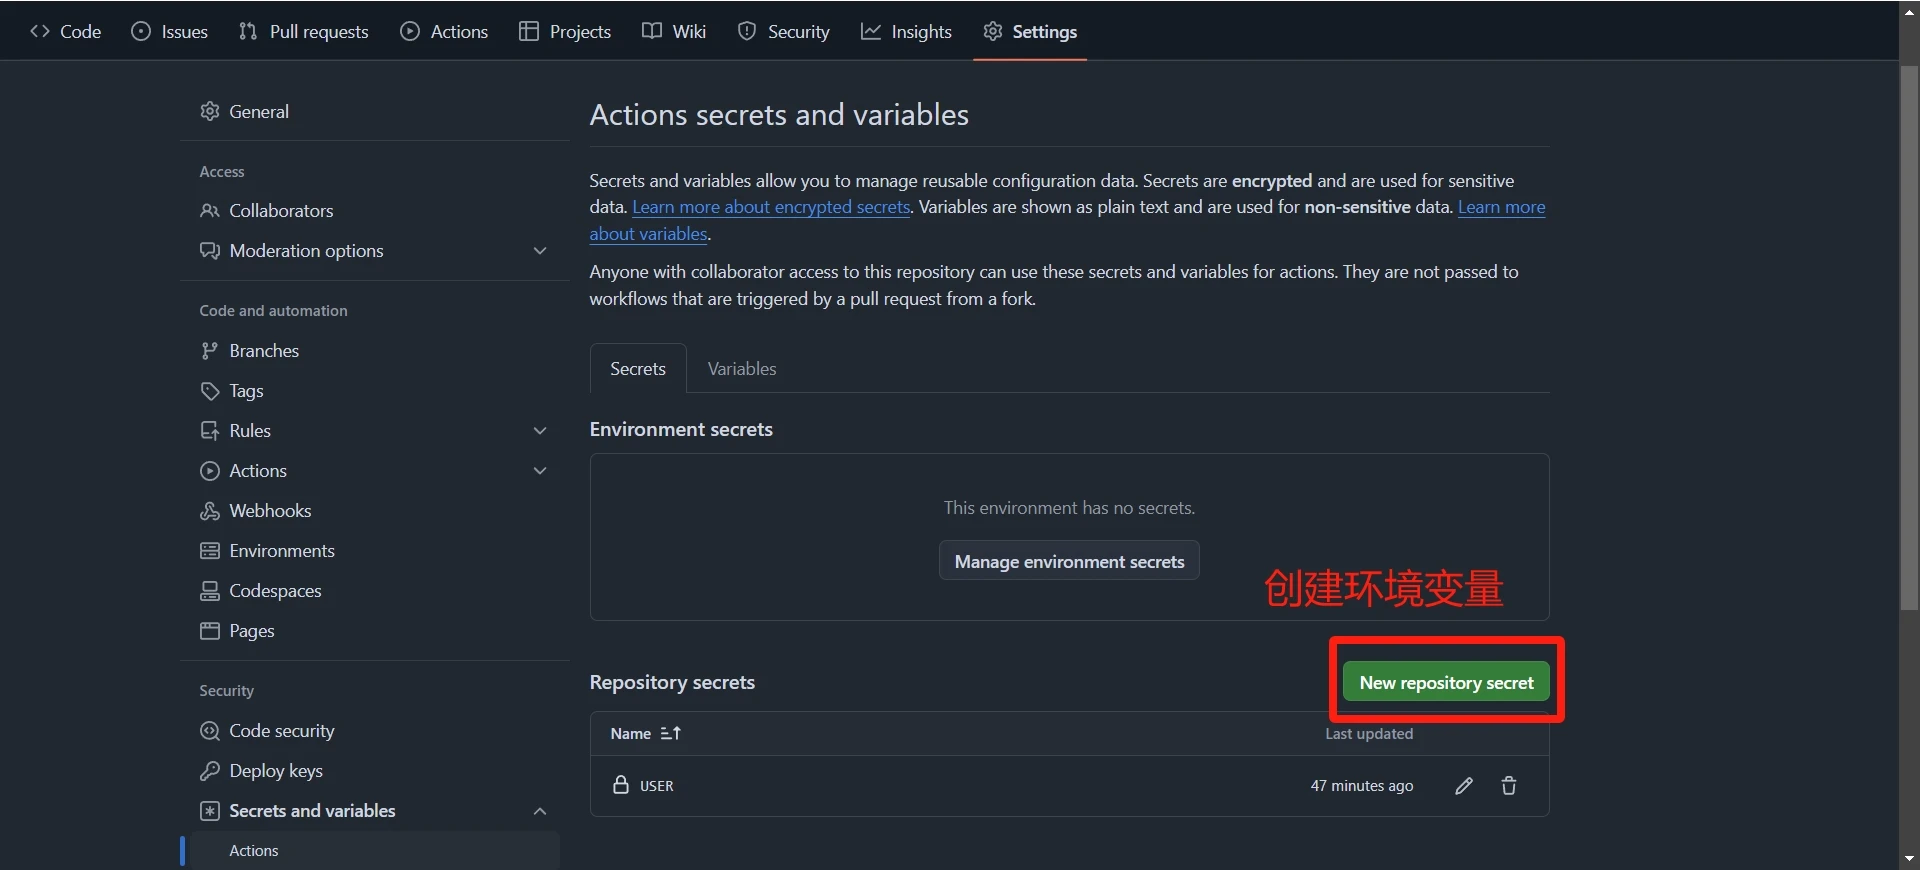 Code Issues Pull requests Actions Projects Wiki Security Insights Settings
General
Access
Collaborators
Moderation options
Code and automation
Branches
Tags
Rules
Actions
Webhooks
Environments
Codespaces
Pages
Security
Code security
Deploy keys
Secrets and variables
Actions
Actions secrets and variables
Secrets and variables allow you to manage reusable configuration data. Secrets are encrypted and are used for sensitive
data. Learn more about encrypted secrets. Variables are shown as plain text and are used for non-sensitive data. Learn more
about variables.
Anyone with collaborator access to this repository can use these secrets and variables for actions. They are not passed to
workflows that are triggered by a pull request from a fork.
Secrets Variables
Environment secrets
This environment has no secrets.
Manage environment secrets
创建环境变量
Repository secrets New repository secret
Name Last updated
USER 47 minutes ago